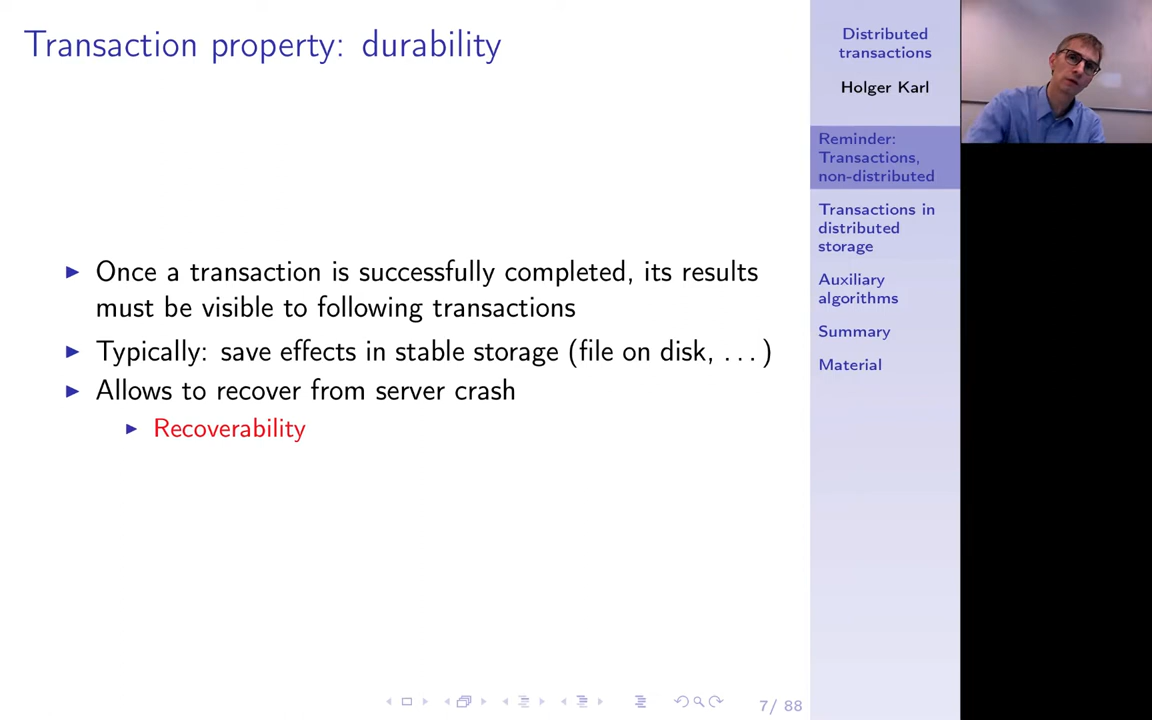 Transaction property: durability
Once a transaction is successfully completed, its results
must be visible to following transactions
Typically: save effects in stable storage (file on disk, . . . )
Allows to recover from server crash
Recoverability
7/ 88
Distributed
transactions
Holger Karl
Reminder:
Transactions,
non-distributed
Transactions in
distributed
storage
Auxiliary
algorithms
Summary
Material